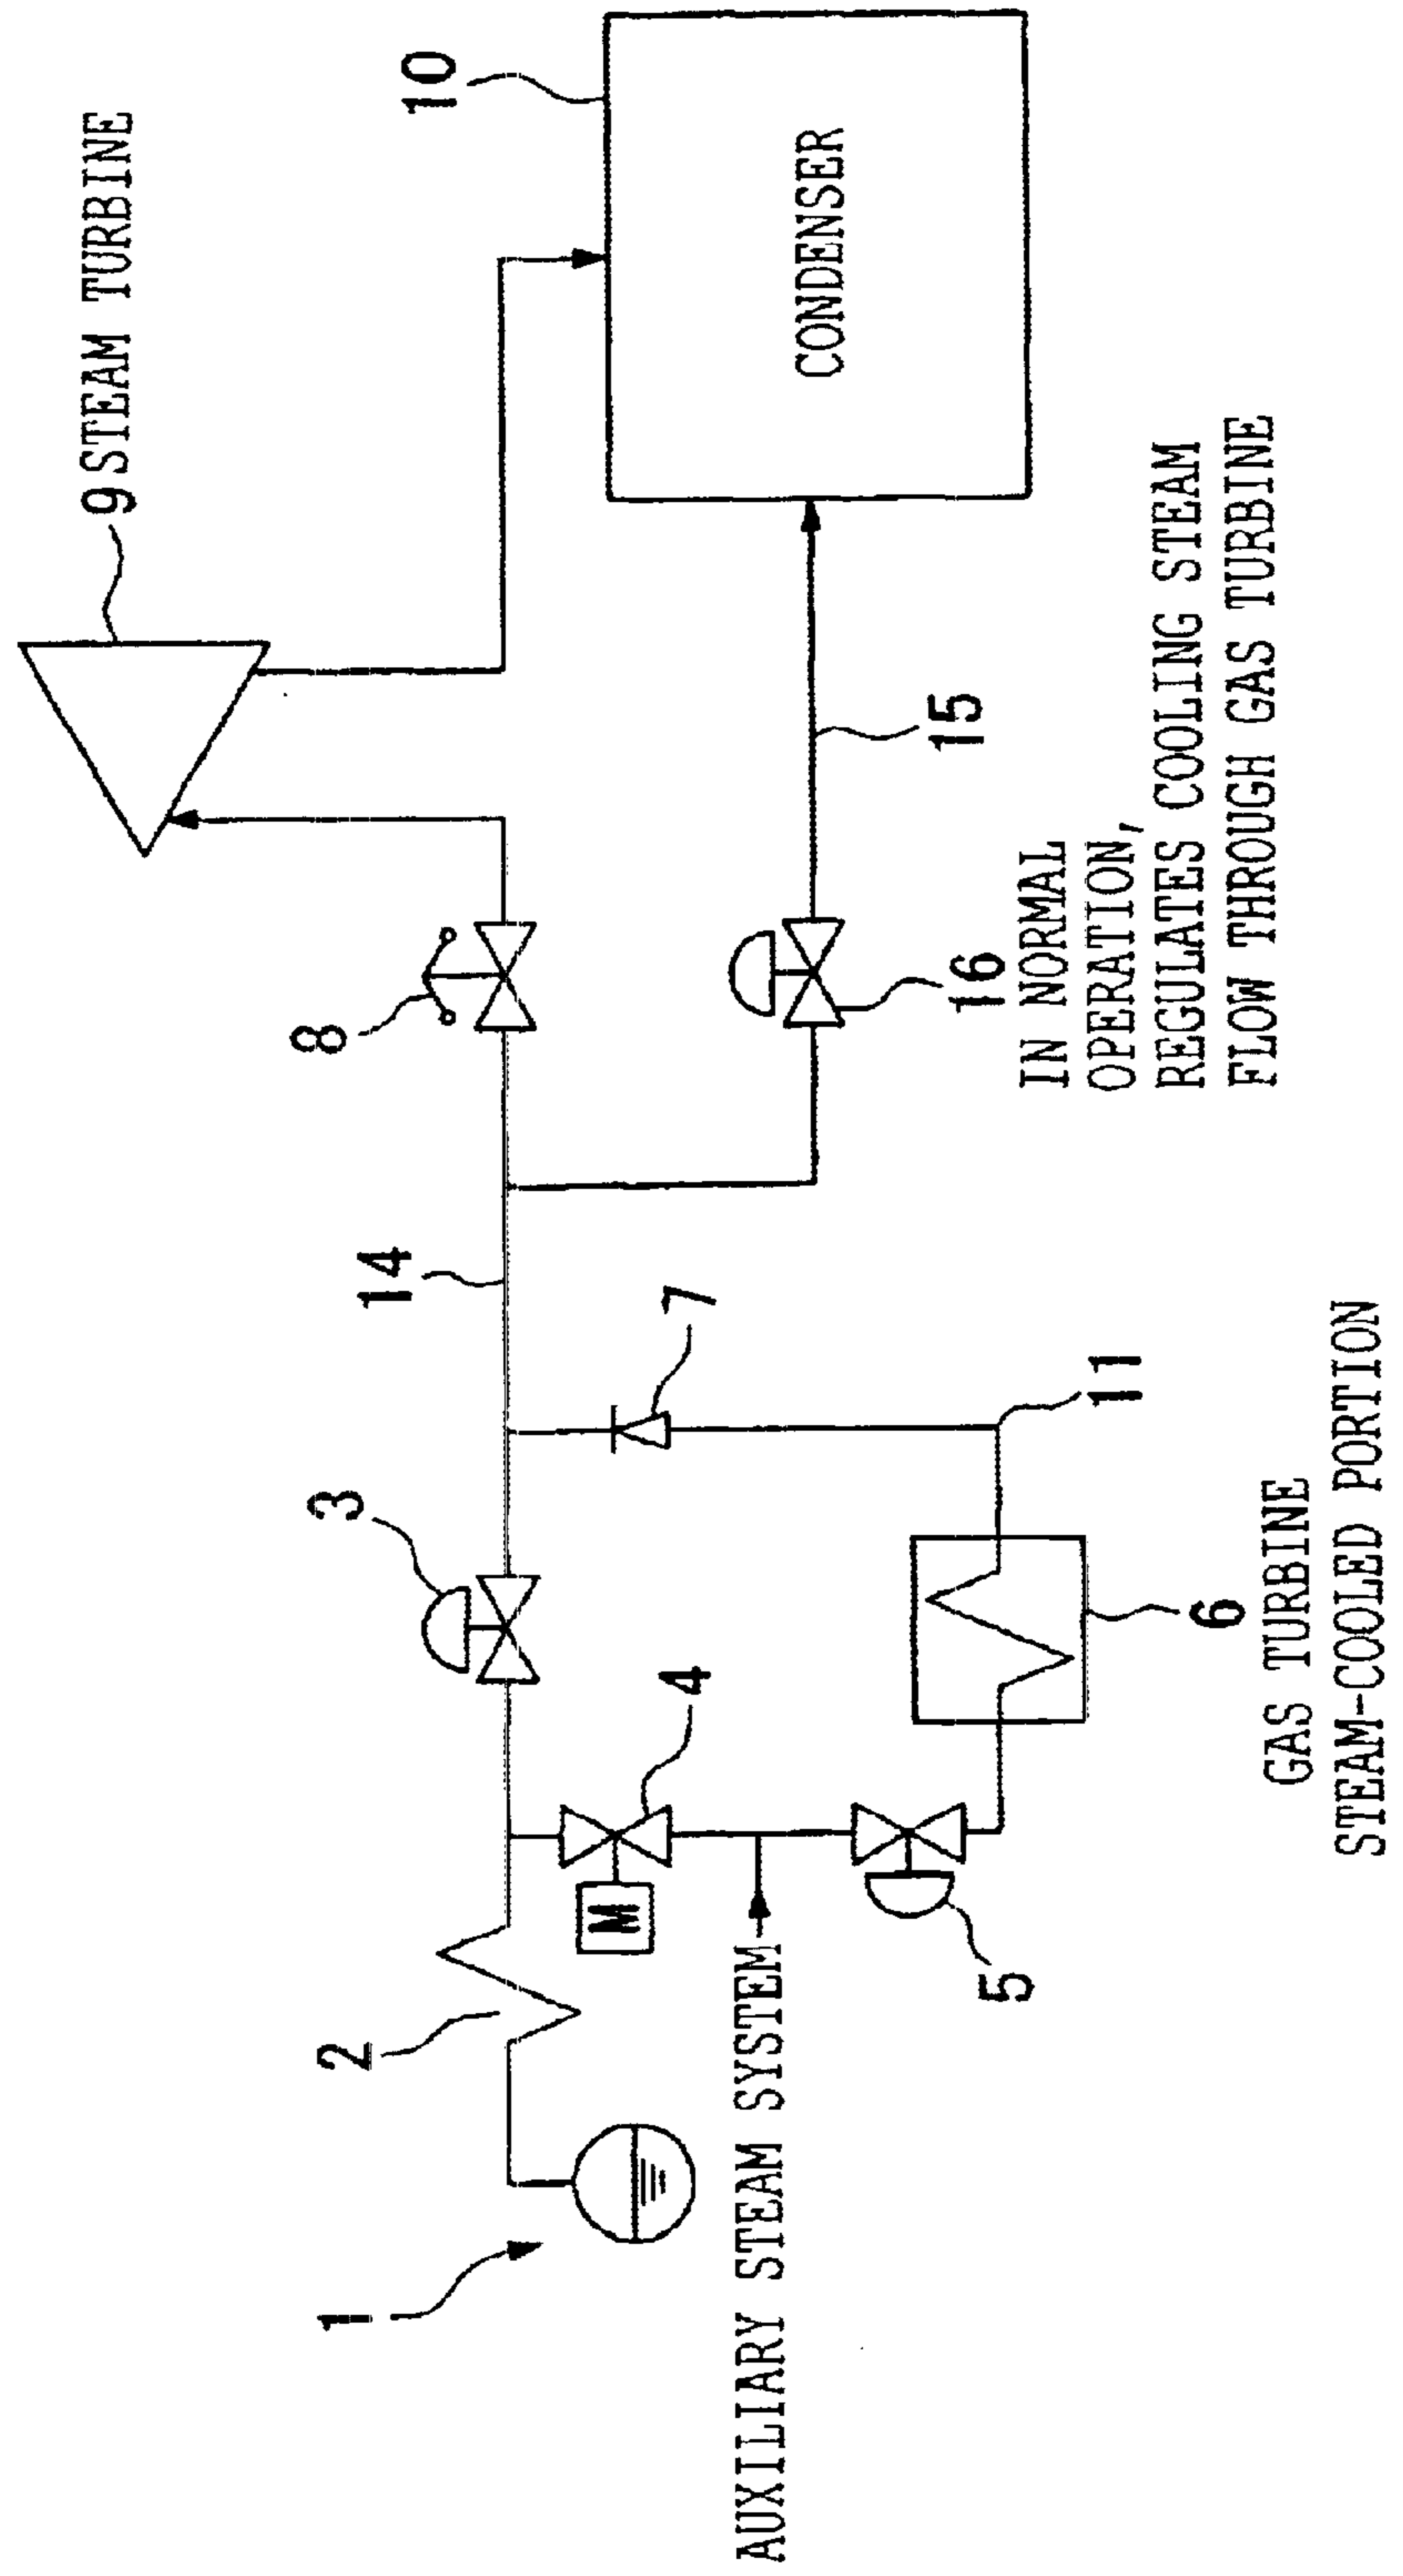 9 STEAM TURBINE
10
8
CONDENSER
14
3
2
1
7
15
16
IN NORMAL
OPERATION,
REGULATES COOLING STEAM
FLOW THROUGH GAS TURBINE
4
M
11
AUXILIARY STEAM SYSTEM
5
6
GAS TURBINE
STEAM-COOLED PORTION